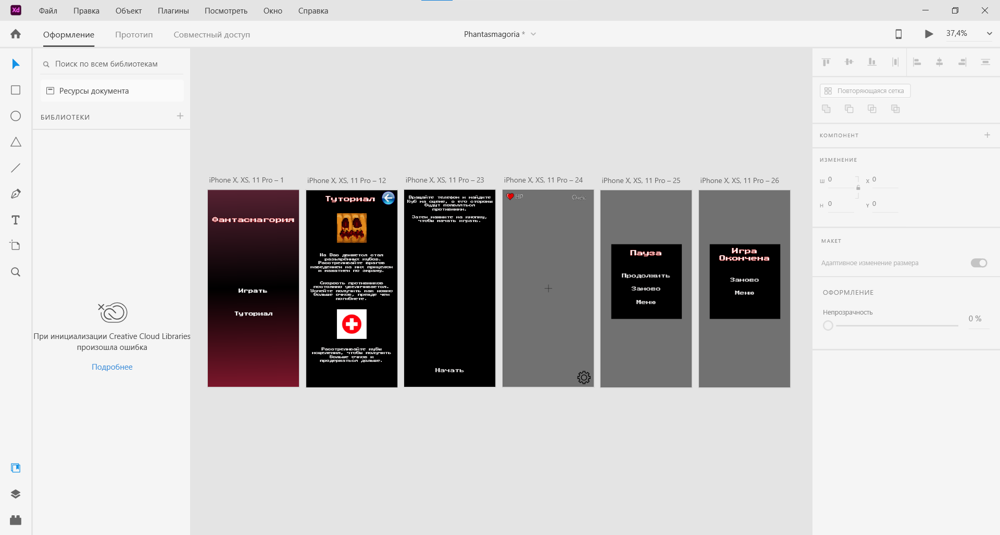 Xd
Файл
Правка
Объект
Плагины
Посмотреть
Окно
Справка
Оформление
Прототип
Совместный доступ
Phantasmagoria *
37,4%
Поиск по всем библиотекам
Ресурсы документа
БИБЛИОТЕКИ
При инициализации Creative Cloud Libraries
произошла ошибка
Подробнее
iPhone X, XS, 11 Pro – 1
Фантасмагория
Играть
Туториал
iPhone X, XS, 11 Pro – 12
Туториал
На Вас движется стая
разъярённых кубов.
Расстреливайте врагов
наведением на них прицелом
и нажатием по экрану.
Скорость противников
постоянно увеличивается.
Успейте получить как можно
больше очков, прежде чем
погибнете.
Расстреливайте кубы
исцеления, чтобы получить
больше очков и
продержаться дольше.
iPhone X, XS, 11 Pro – 23
Вращайте телефон и найдите
Куб на сцене, с его стороны
будут появляться
противники.
Затем нажмите на кнопку,
чтобы начать играть.
Начать
iPhone X, XS, 11 Pro – 24
HP
iPhone X, XS, 11 Pro – 25
Пауза
Продолжить
Заново
Меню
iPhone X, XS, 11 Pro – 26
Игра
Окончена
Заново
Меню
Повторяющаяся сетка
КОМПОНЕНТ
ИЗМЕНЕНИЕ
Ш 0
X 0
Н 0
Y 0
МАКЕТ
Адаптивное изменение размера
ОФОРМЛЕНИЕ
Непрозрачность
0 %